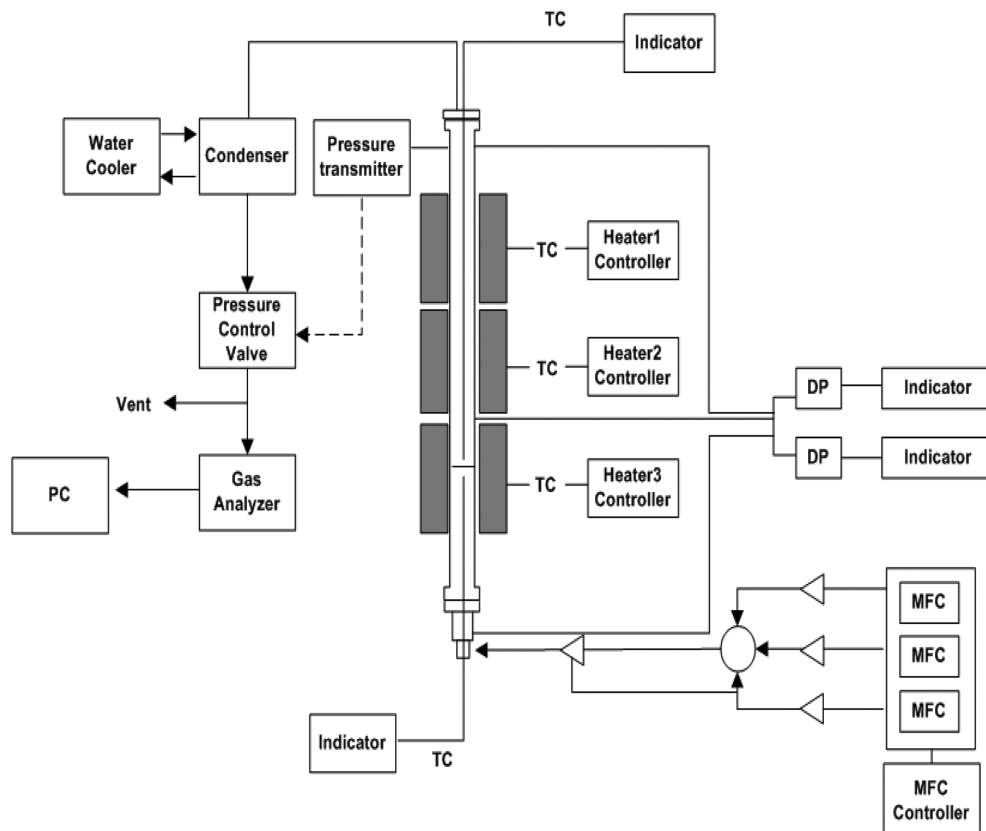 TC
Indicator
Water
Cooler
Condenser
Pressure
transmitter
TC
Heater1
Controller
Pressure
Control
Valve
TC
Heater2
Controller
DP
Indicator
Vent
DP
Indicator
PC
Gas
Analyzer
TC
Heater3
Controller
MFC
MFC
MFC
Indicator
TC
MFC
Controller